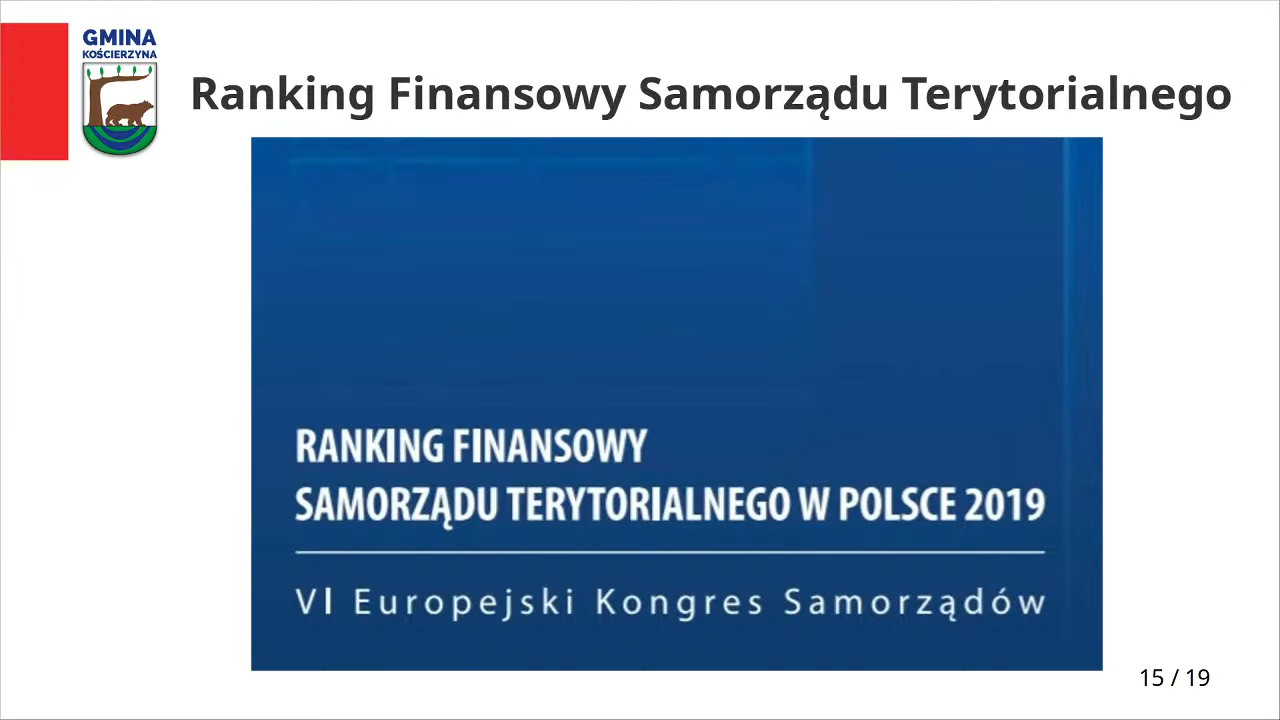 GMINA
KOŚCIERZYNA
Ranking Finansowy Samorządu Terytorialnego
RANKING FINANSOWY
SAMORZĄDU TERYTORIALNEGO W POLSCE 2019
VI Europejski Kongres Samorządów
15 / 19